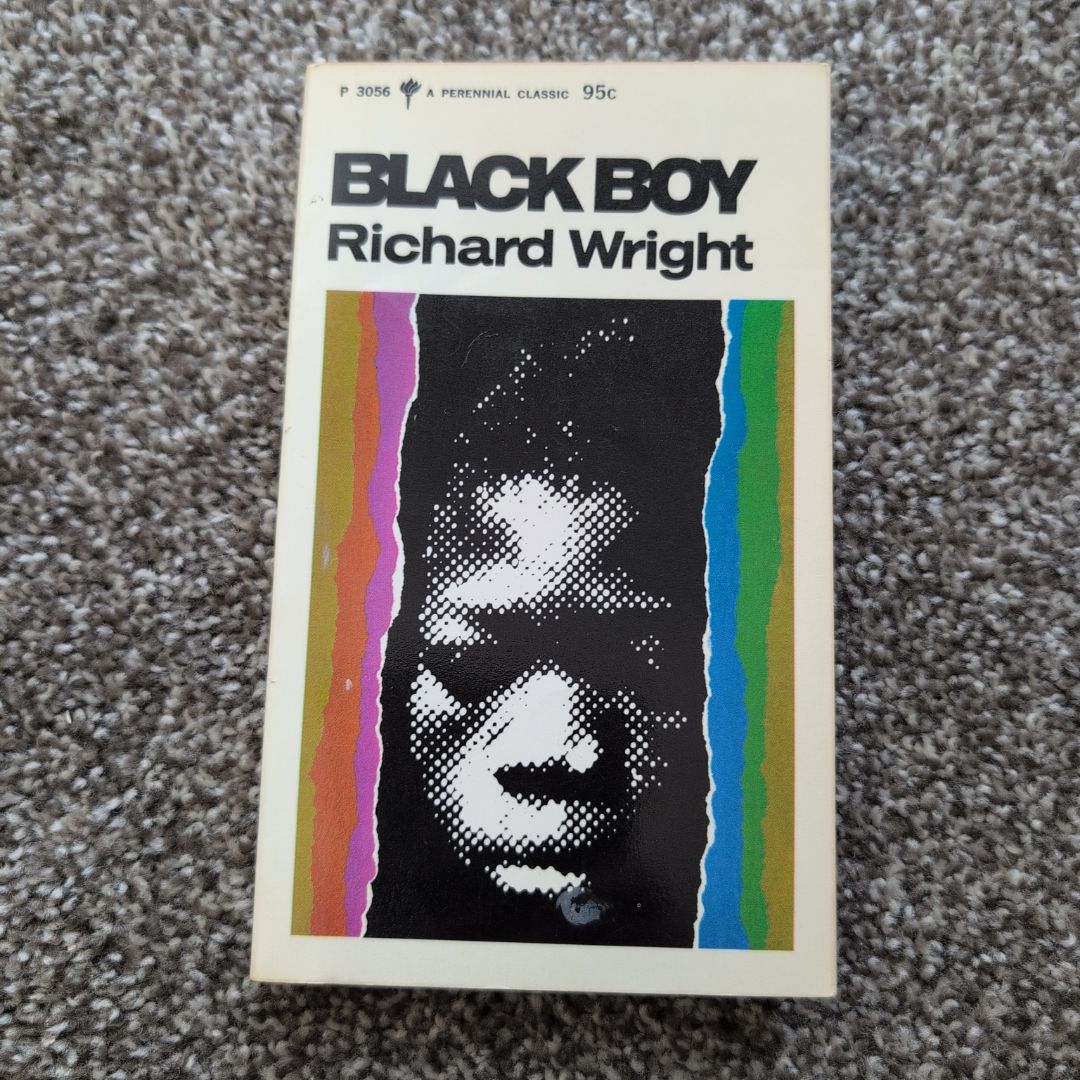 P 3056 A PERENNIAL CLASSIC 95c
BLACK BOY
Richard Wright